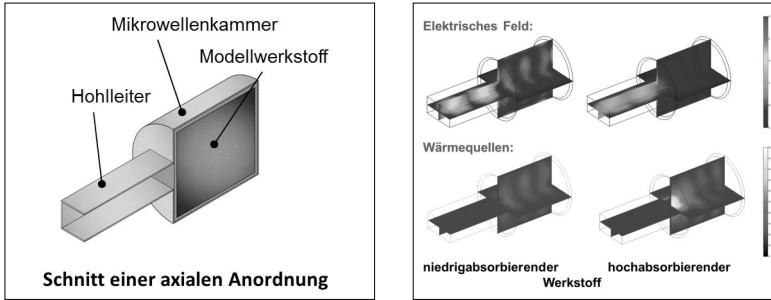 Mikrowellenkammer
Modellwerkstoff
Hohlleiter
Schnitt einer axialen Anordnung
Elektrisches Feld:
Wärmequellen:
niedrigabsorbierender hochabsorbierender
Werkstoff